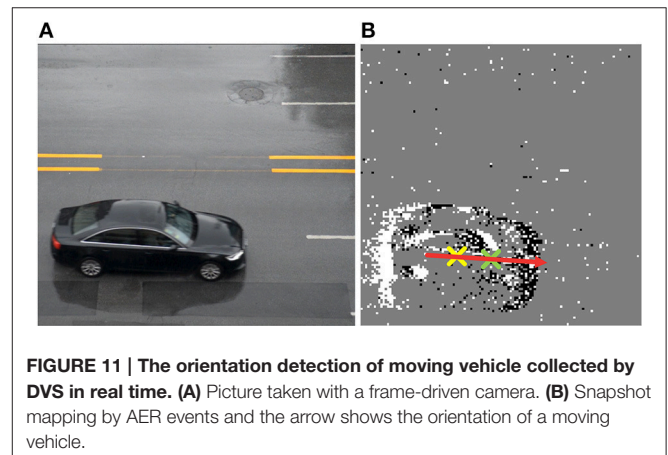 A
B
FIGURE 11 | The orientation detection of moving vehicle collected by
DVS in real time. (A) Picture taken with a frame-driven camera. (B) Snapshot
mapping by AER events and the arrow shows the orientation of a moving
vehicle.